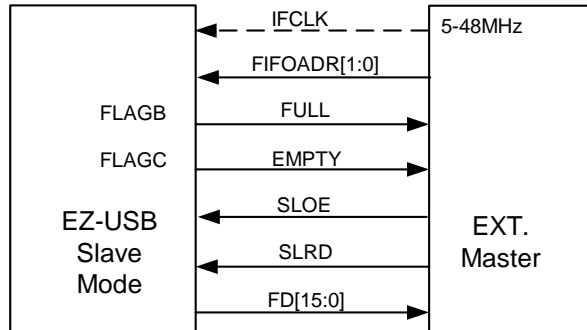 IFCLK
5-48MHz
FIFOADR[1:0]
FLAGB
FULL
FLAGC
EMPTY
SLOE
EZ-USB
Slave
Mode
EXT.
Master
SLRD
FD[15:0]